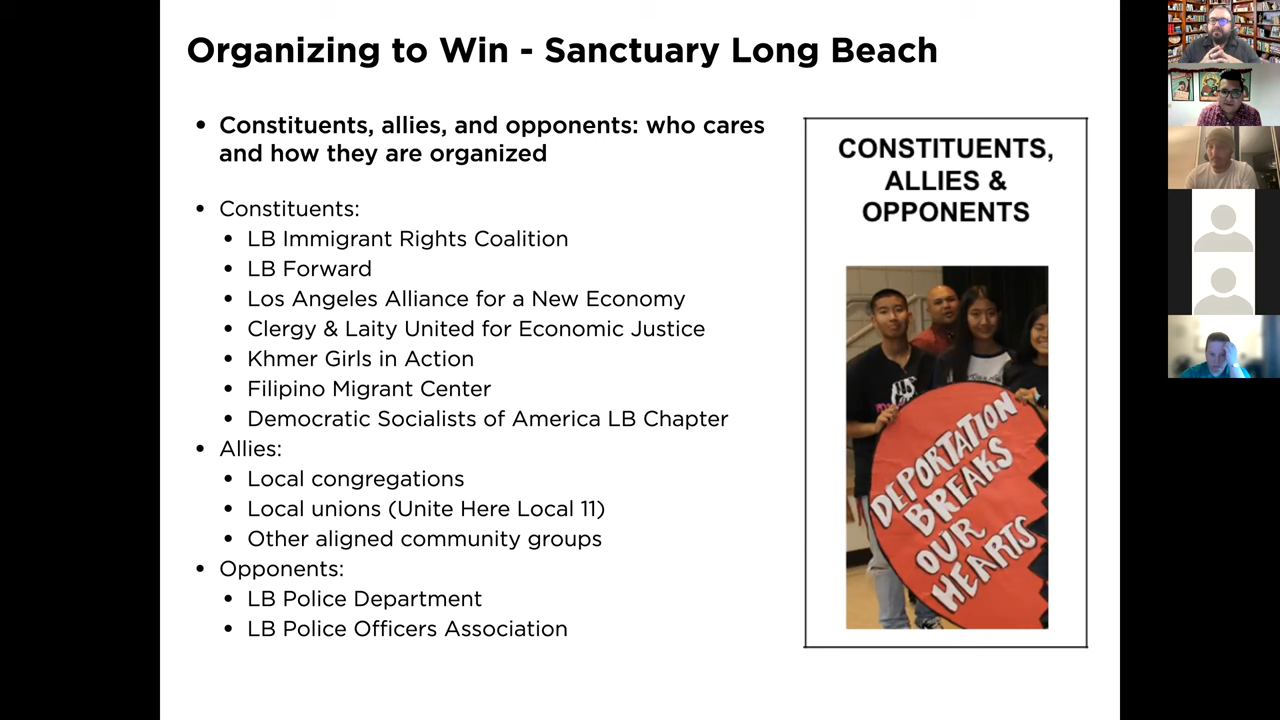 Organizing to Win - Sanctuary Long Beach
• Constituents, allies, and opponents: who cares
and how they are organized
• Constituents:
• LB Immigrant Rights Coalition
• LB Forward
• Los Angeles Alliance for a New Economy
• Clergy & Laity United for Economic Justice
• Khmer Girls in Action
• Filipino Migrant Center
• Democratic Socialists of America LB Chapter
• Allies:
• Local congregations
• Local unions (Unite Here Local 11)
• Other aligned community groups
• Opponents:
• LB Police Department
• LB Police Officers Association
CONSTITUENTS,
ALLIES &
OPPONENTS
DEPORTATION
BREAKS
OUR
HEARTS